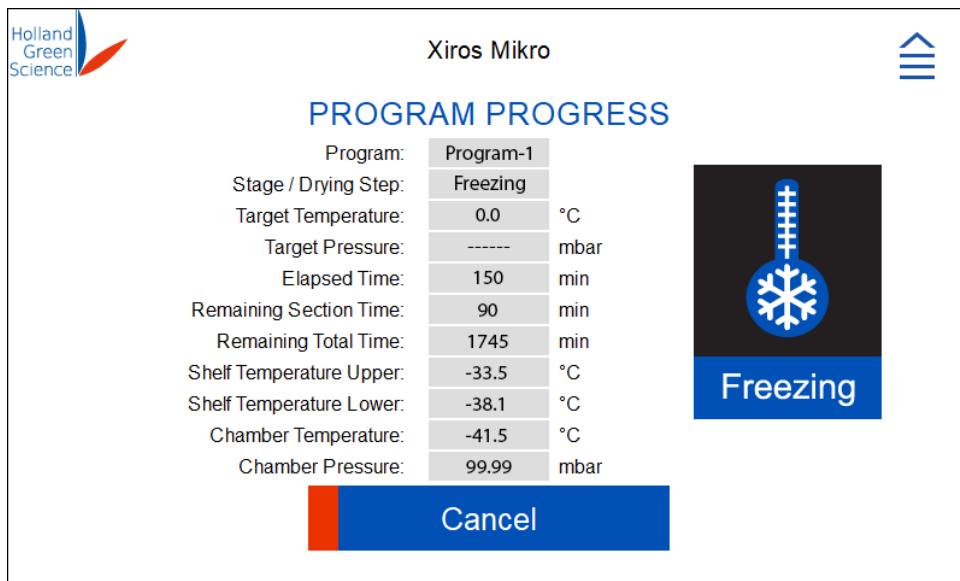 Holland
Green
Science
Xiros Mikro
PROGRAM PROGRESS
Program: Program-1
Stage / Drying Step: Freezing
Target Temperature: 0.0 °C
Target Pressure: ------ mbar
Elapsed Time: 150 min
Remaining Section Time: 90 min
Remaining Total Time: 1745 min
Shelf Temperature Upper: -33.5 °C
Shelf Temperature Lower: -38.1 °C
Chamber Temperature: -41.5 °C
Chamber Pressure: 99.99 mbar
Freezing
Cancel